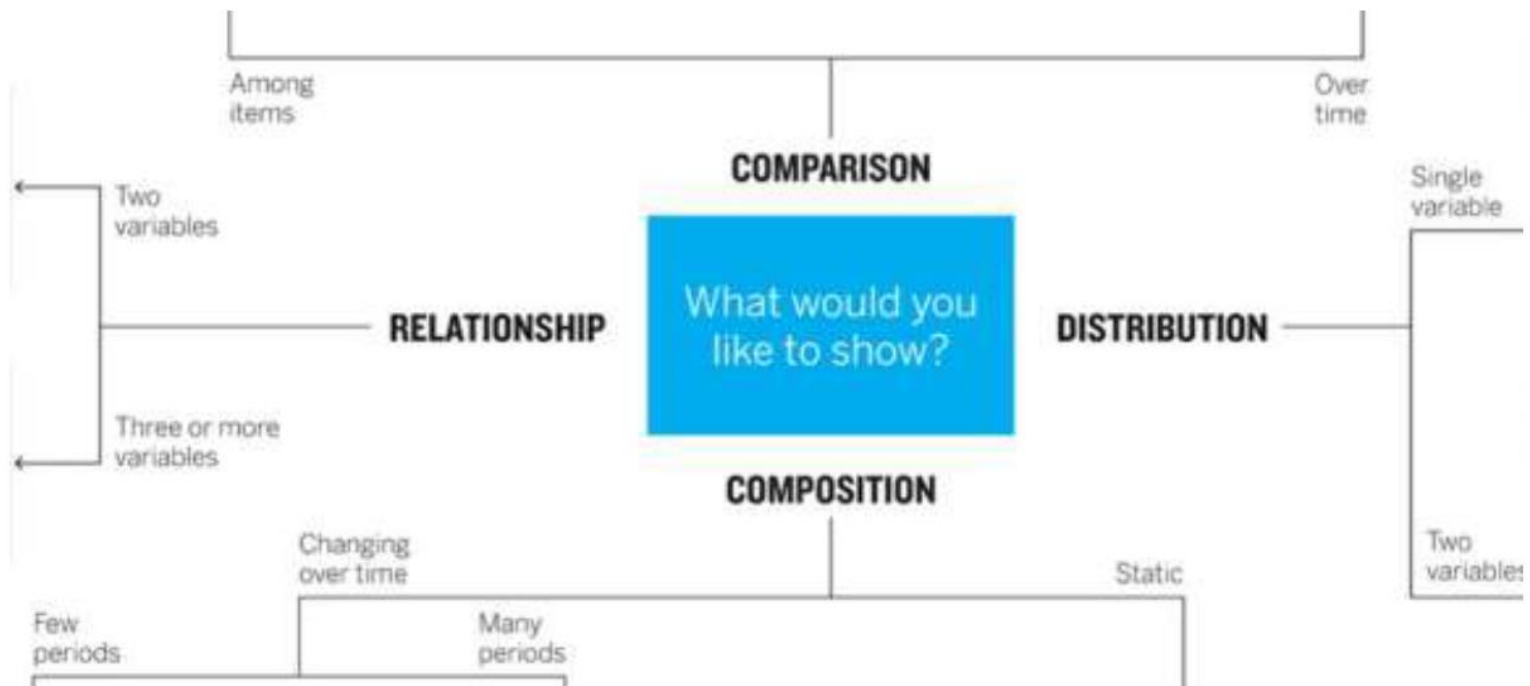 Among
items
Over
time
COMPARISON
Two
variables
Single
variable
RELATIONSHIP
What would you
like to show?
DISTRIBUTION
Three or more
variables
COMPOSITION
Changing
over time
Static
Two
variables
Few
periods
Many
periods